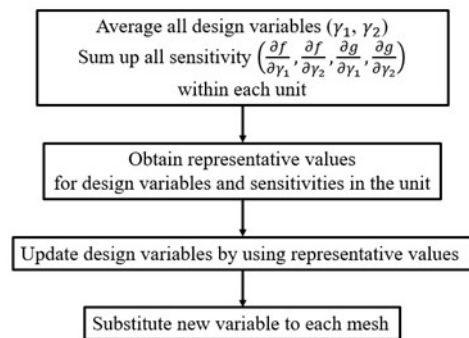 Average all design variables (γ₁, γ₂)
Sum up all sensitivity (∂f/∂γ₁, ∂f/∂γ₂, ∂g/∂γ₁, ∂g/∂γ₂)
within each unit
Obtain representative values
for design variables and sensitivities in the unit
Update design variables by using representative values
Substitute new variable to each mesh